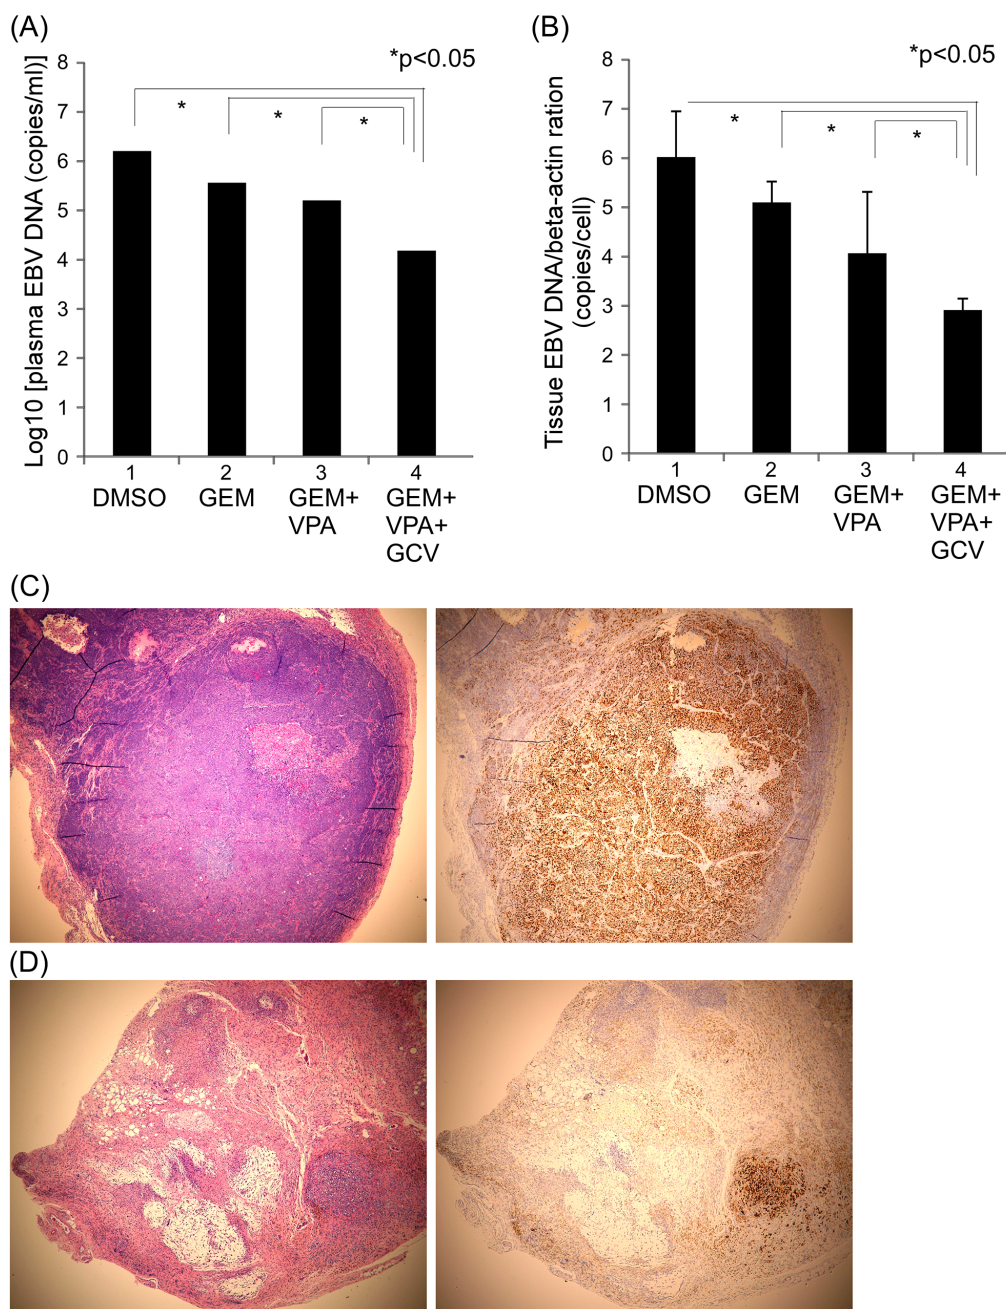 (A)
*p<0.05
Log10 [plasma EBV DNA (copies/ml)]
8
7
6
5
4
3
2
1
0
* * *
1 2 3 4
DMSO GEM GEM+ GEM+
VPA VPA+
GCV
(B)
*p<0.05
Tissue EBV DNA/beta-actin ration
(copies/cell)
8
7
6
5
4
3
2
1
0
* * *
1 2 3 4
DMSO GEM GEM+ GEM+
VPA VPA+
GCV
(C)
(D)